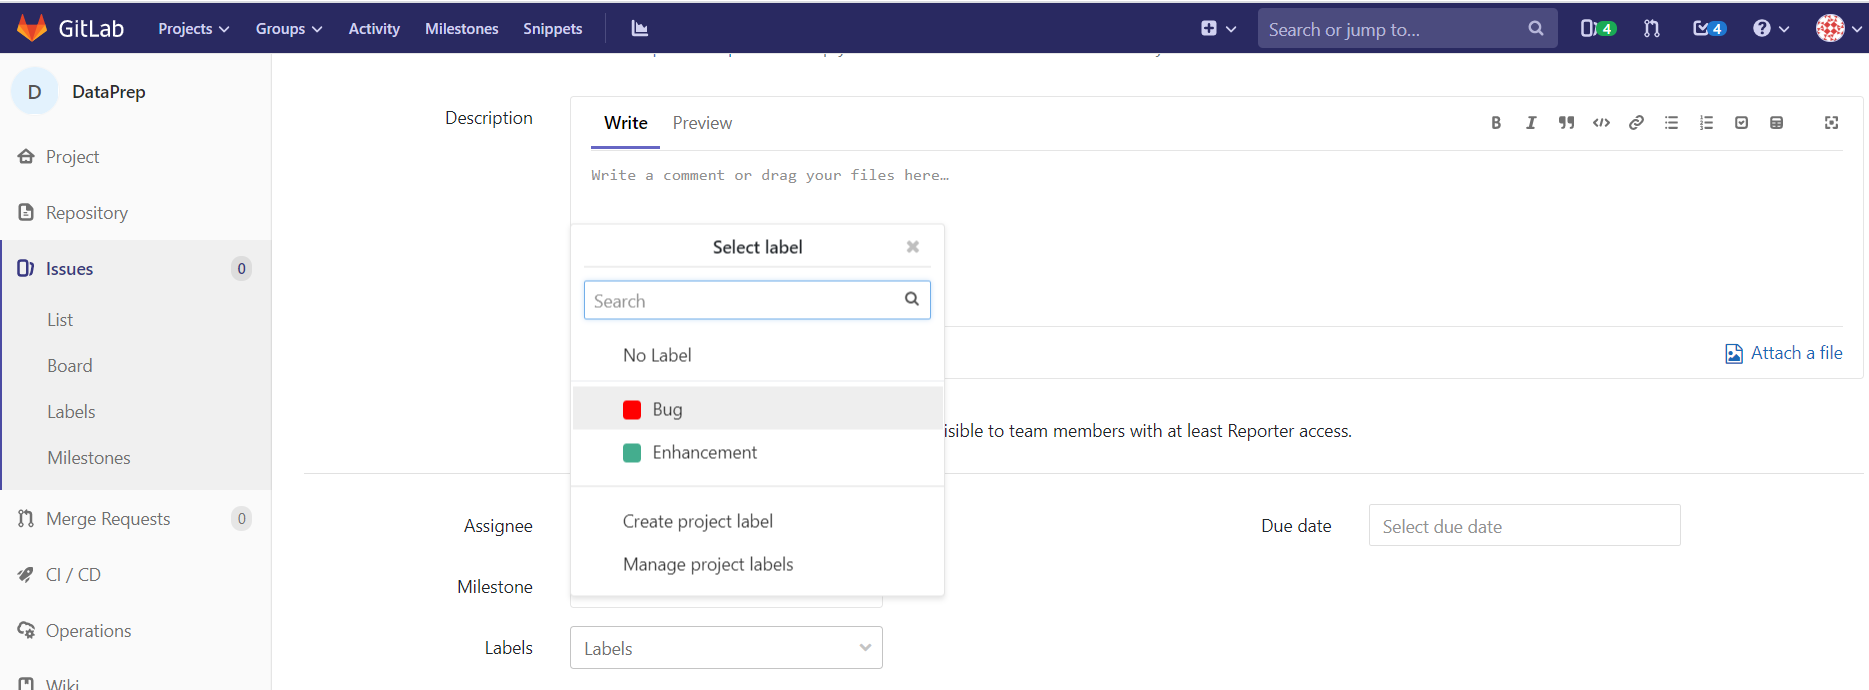 GitLab Projects Groups Activity Milestones Snippets Search or jump to... 4 4
D DataPrep
Project
Repository
Issues 0
List
Board
Labels
Milestones
Merge Requests 0
CI / CD
Operations
Wiki
Description
Write Preview
Write a comment or drag your files here…
Select label
Search
No Label
Bug
Enhancement
Create project label
Manage project labels
Attach a file
isible to team members with at least Reporter access.
Assignee
Due date Select due date
Milestone
Labels Labels